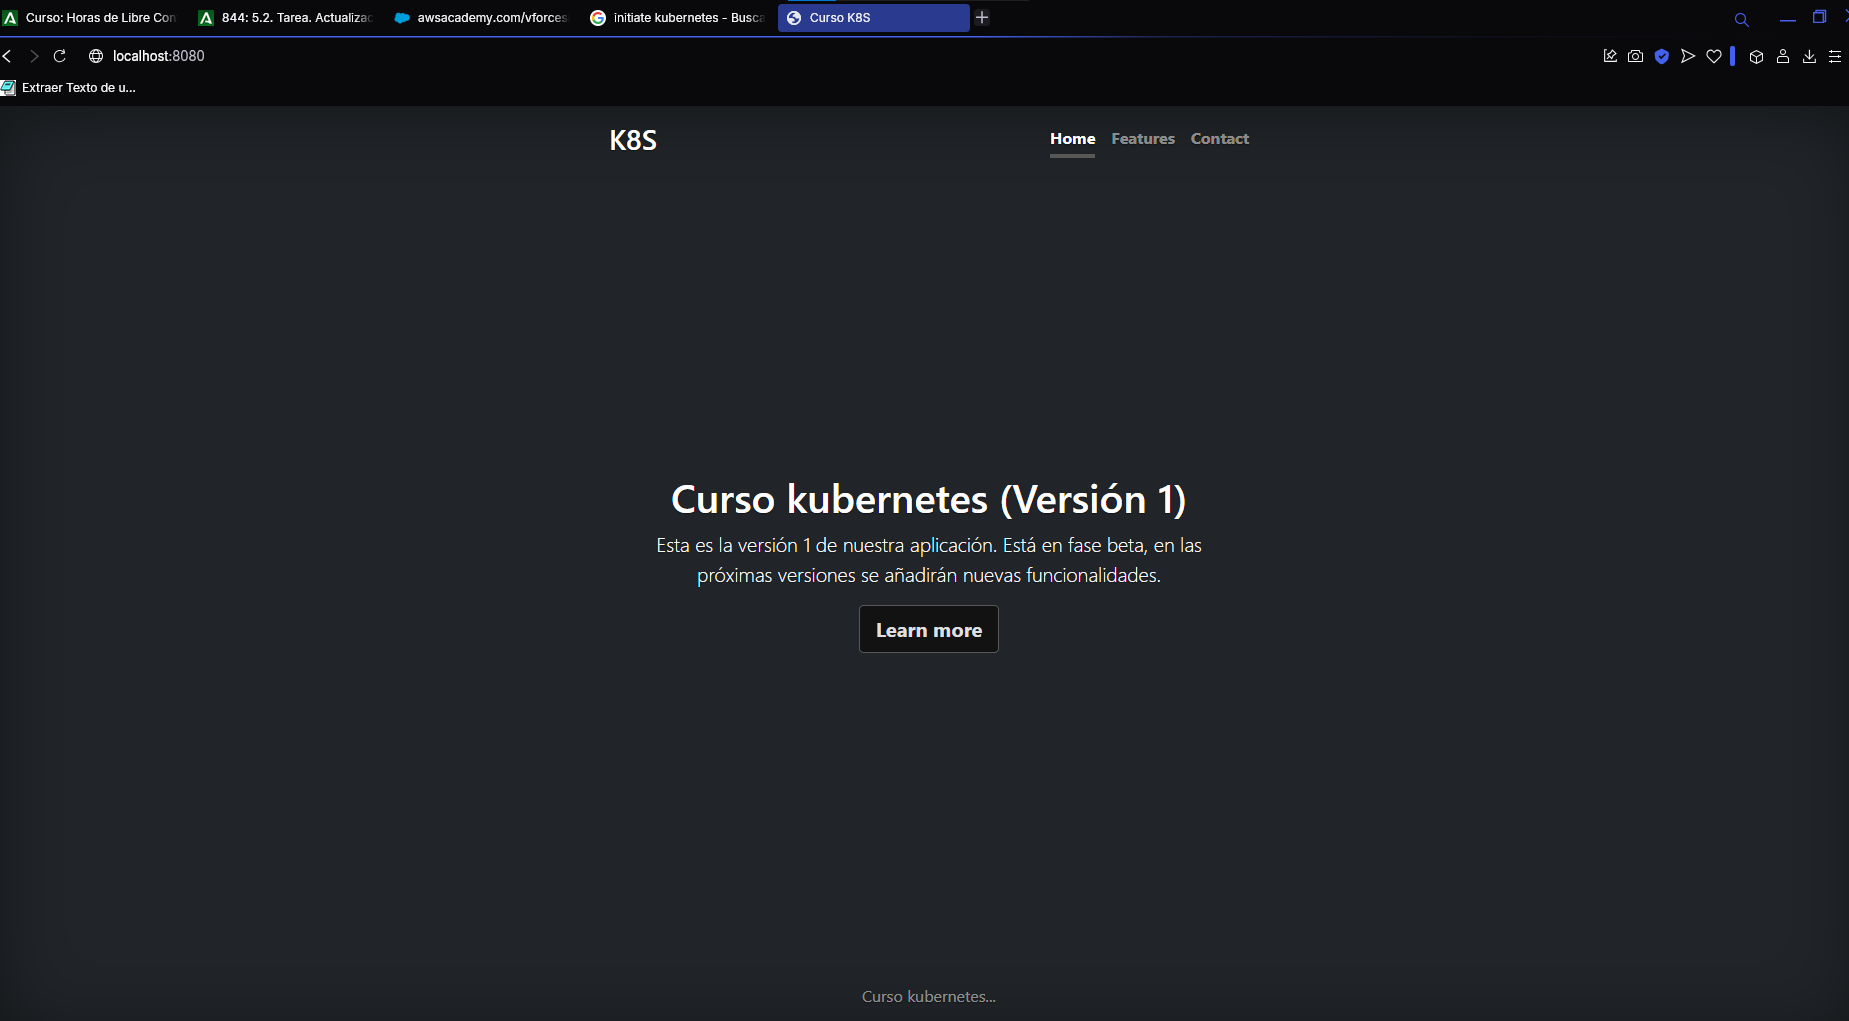 Curso: Horas de Libre Con
844: 5.2. Tarea. Actualizac
awsacademy.com/vforces
initiate kubernetes - Busca
Curso K8S
localhost:8080
Extraer Texto de u...
K8S
Home Features Contact
Curso kubernetes (Versión 1)
Esta es la versión 1 de nuestra aplicación. Está en fase beta, en las
próximas versiones se añadirán nuevas funcionalidades.
Learn more
Curso kubernetes...